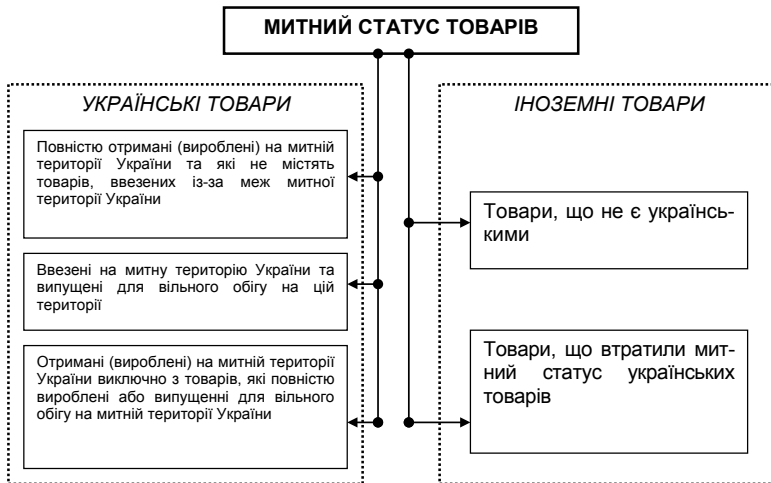 МИТНИЙ СТАТУС ТОВАРІВ
УКРАЇНСЬКІ ТОВАРИ
Повністю отримані (вироблені) на митній
території України та які не містять
товарів, ввезених із-за меж митної
території України
Ввезені на митну територію України та
випущені для вільного обігу на цій
території
Отримані (вироблені) на митній території
України виключно з товарів, які повністю
вироблені або випущенні для вільного
обігу на митній території України
ІНОЗЕМНІ ТОВАРИ
Товари, що не є українсь-
кими
Товари, що втратили мит-
ний статус українських
товарів